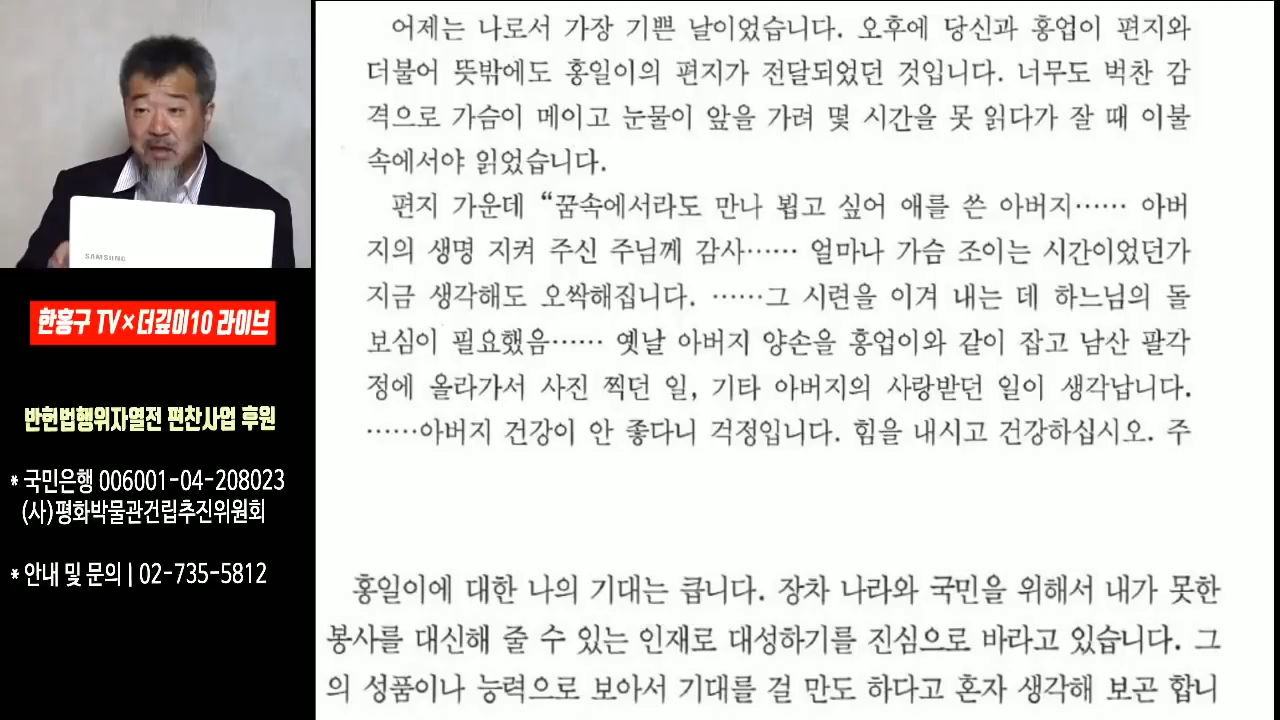 SAMSUNG
한홍구 TV×더깊이10 라이브
반헌법행위자열전 편찬사업 후원
* 국민은행 006001-04-208023
(사)평화박물관건립추진위원회
* 안내 및 문의 | 02-735-5812
어제는 나로서 가장 기쁜 날이었습니다. 오후에 당신과 홍업이 편지와
더불어 뜻밖에도 홍일이의 편지가 전달되었던 것입니다. 너무도 벅찬 감
격으로 가슴이 메이고 눈물이 앞을 가려 몇 시간을 못 읽다가 잘 때 이불
속에서야 읽었습니다.
편지 가운데 “꿈속에서라도 만나 뵙고 싶어 애를 쓴 아버지…… 아버
지의 생명 지켜 주신 주님께 감사…… 얼마나 가슴 조이는 시간이었던가
지금 생각해도 오싹해집니다. ……그 시련을 이겨 내는 데 하느님의 돌
보심이 필요했음…… 옛날 아버지 양손을 홍업이와 같이 잡고 남산 팔각
정에 올라가서 사진 찍던 일, 기타 아버지의 사랑받던 일이 생각납니다.
……아버지 건강이 안 좋다니 걱정입니다. 힘을 내시고 건강하십시오. 주
홍일이에 대한 나의 기대는 큽니다. 장차 나라와 국민을 위해서 내가 못한
봉사를 대신해 줄 수 있는 인재로 대성하기를 진심으로 바라고 있습니다. 그
의 성품이나 능력으로 보아서 기대를 걸 만도 하다고 혼자 생각해 보곤 합니